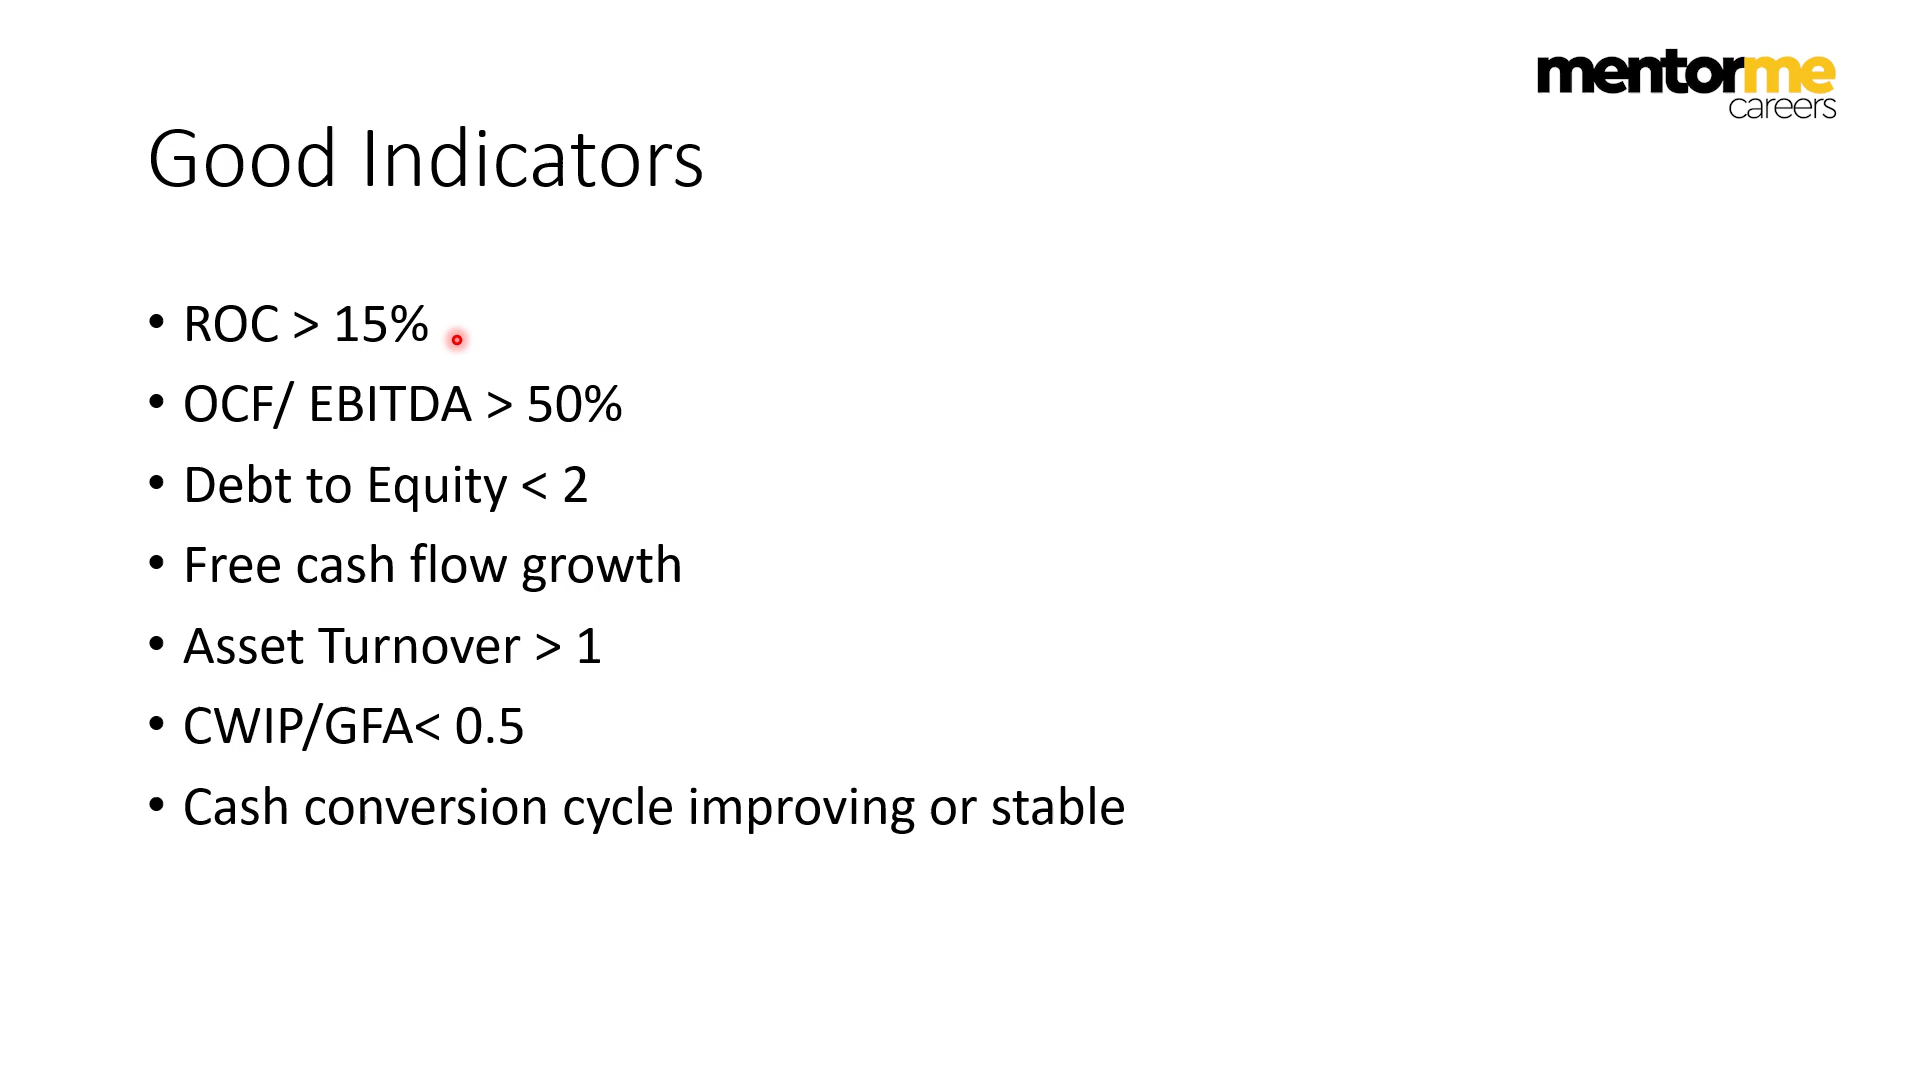 mentorme
careers
Good Indicators
• ROC > 15%
• OCF/ EBITDA > 50%
• Debt to Equity < 2
• Free cash flow growth
• Asset Turnover > 1
• CWIP/GFA< 0.5
• Cash conversion cycle improving or stable